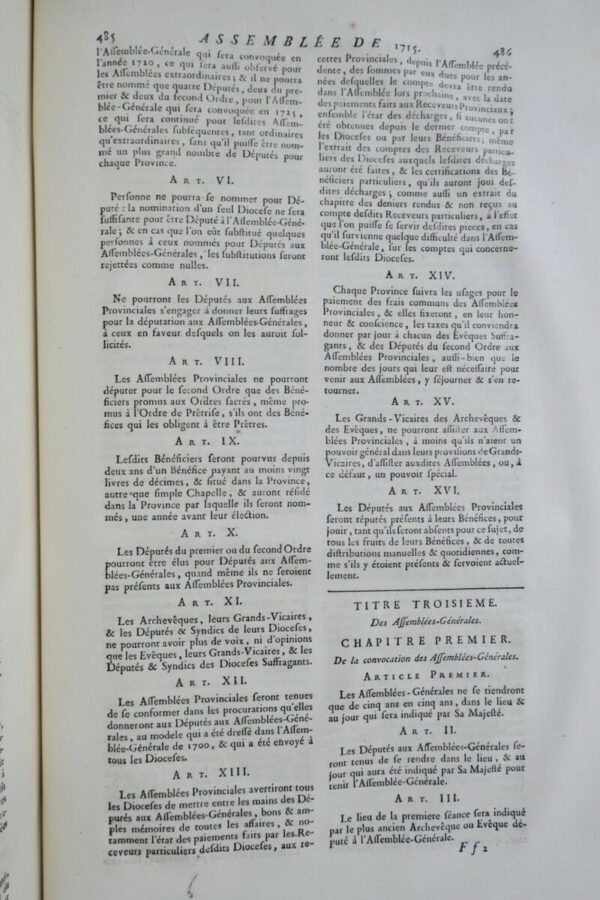 485
ASSEMBLÉE DE 1715.
486
l'Assemblée-Générale qui sera convoquée en
l'année 1720, ce qui sera aussi observé pour
les Assemblées extraordinaires; & il ne pourra
être nommé que quatre Députés, deux du pre-
mier & deux du second Ordre, pour l'Assem-
blée-Générale qui sera convoquée en 1725,
ce qui sera continué pour lesdites Assem-
blées-Générales subséquentes, tant ordinaires
qu'extraordinaires, sans qu'il puisse être nom-
mé un plus grand nombre de Députés pour
chaque Province.
ART. VI.
Personne ne pourra se nommer pour Dé-
puté : la nomination d'un seul Diocese ne sera
suffisante pour être Député à l'Assemblée-Géné-
rale; & en cas que l'on eût substitué quelques
personnes à ceux nommés pour Députés aux
Assemblées-Générales, les substitutions seront
rejettées comme nulles.
ART. VII.
Ne pourront les Députés aux Assemblées
Provinciales s'engager à donner leurs suffrages
pour la députation aux Assemblées-Générales,
à ceux en faveur desquels on les auroit sol-
licités.
ART. VIII.
Les Assemblées Provinciales ne pourront
députer pour le second Ordre que des Béné-
ficiers promus aux Ordres sacrés, même pro-
mus à l'Ordre de Prêtrise, s'ils ont des Béné-
fices qui les obligent à être Prêtres.
ART. IX.
Lesdits Bénéficiers seront pourvus depuis
deux ans d'un Bénéfice payant au moins vingt
livres de décimes, & situé dans la Province,
autre que simple Chapelle, & auront résidé
dans la Province par laquelle ils seront nom-
més, une année avant leur élection.
ART. X.
Les Députés du premier ou du second Ordre
pourront être élus pour Députés aux Assem-
blées-Générales, quand même ils ne seroient
pas présents aux Assemblées Provinciales.
ART. XI.
Les Archevêques, leurs Grands-Vicaires,
& les Députés & Syndics de leurs Dioceses,
ne pourront avoir plus de voix, ni d'opinions
que les Evêques, leurs Grands-Vicaires, & les
Députés & Syndics des Dioceses Suffragants.
ART. XII.
Les Assemblées Provinciales seront tenues
de se conformer dans les procurations qu'elles
donneront aux Députés aux Assemblées-Géné-
rales, au modele qui a été dressé dans l'Assem-
blée-Générale de 1700, & qui a été envoyé à
tous les Dioceses.
ART. XIII.
Les Assemblées Provinciales avertiront tous
les Dioceses de mettre entre les mains des Dé-
putés aux Assemblées-Générales, bons & am-
ples mémoires de toutes les affaires, & no-
tamment l'état des paiements faits par les Re-
ceveurs particuliers desdits Dioceses, aux re-
cettes Provinciales, depuis l'Assemblée précé-
dente, des sommes par eux dues pour les an-
nées desquelles le compte devra être rendu
dans l'Assemblée lors prochaine, avec la date
des paiements faits aux Receveurs Provinciaux;
ensemble l'état des décharges, si aucunes ont
été obtenues depuis le dernier compte, par
les Dioceses ou par leurs Bénéficiers; même
l'extrait des comptes des Receveurs particu-
liers des Dioceses auxquels lesdites décharges
auront été faites, & les certifications des Bé-
néficiers particuliers, qu'ils auront joui des-
dites décharges; comme aussi un extrait du
chapitre des deniers rendus & non reçus au
compte desdits Receveurs particuliers, à l'effet
que l'on puisse se servir desdites pieces, en cas
qu'il survienne quelque difficulté dans l'Assem-
blée-Générale, sur les comptes qui concerne-
ront lesdits Dioceses.
ART. XIV.
Chaque Province suivra les usages pour le
paiement des frais communs des Assemblées
Provinciales, & elles fixeront, en leur hon-
neur & conscience, les taxes qu'il conviendra
donner par jour à chacun des Evêques Suffra-
gants, & des Députés du second Ordre aux
Assemblées Provinciales, aussi-bien que le
nombre des jours qui leur est nécessaire pour
venir aux Assemblées, y séjourner & s'en re-
tourner.
ART. XV.
Les Grands-Vicaires des Archevêques &
des Evêques, ne pourront assister aux Assem-
blées Provinciales, à moins qu'ils n'aient un
pouvoir général dans leurs provisions de Grands-
Vicaires, d'assister auxdites Assemblées, ou, à
ce défaut, un pouvoir spécial.
ART. XVI.
Les Députés aux Assemblées Provinciales
seront réputés présents à leurs Bénéfices, pour
jouir, tant qu'ils seront absents pour ce sujet, de
tous les fruits de leurs Bénéfices, & de toutes
distributions manuelles & quotidiennes, com-
me s'ils y étoient présents & servoient actuel-
lement.
TITRE TROISIEME.
Des Assemblées-Générales.
CHAPITRE PREMIER.
De la convocation des Assemblées-Générales.
ARTICLE PREMIER.
Les Assemblées-Générales ne se tiendront
que de cinq ans en cinq ans, dans le lieu &
au jour qui sera indiqué par Sa Majesté.
ART. II.
Les Députés aux Assemblées-Générales se-
ront tenus de se rendre dans le lieu, & au
jour qui aura été indiqué par Sa Majesté pour
tenir l'Assemblée-Générale.
ART. III.
Le lieu de la premiere séance sera indiqué
par le plus ancien Archevêque ou Evêque dé-
puté à l'Assemblée-Générale.
Ff2